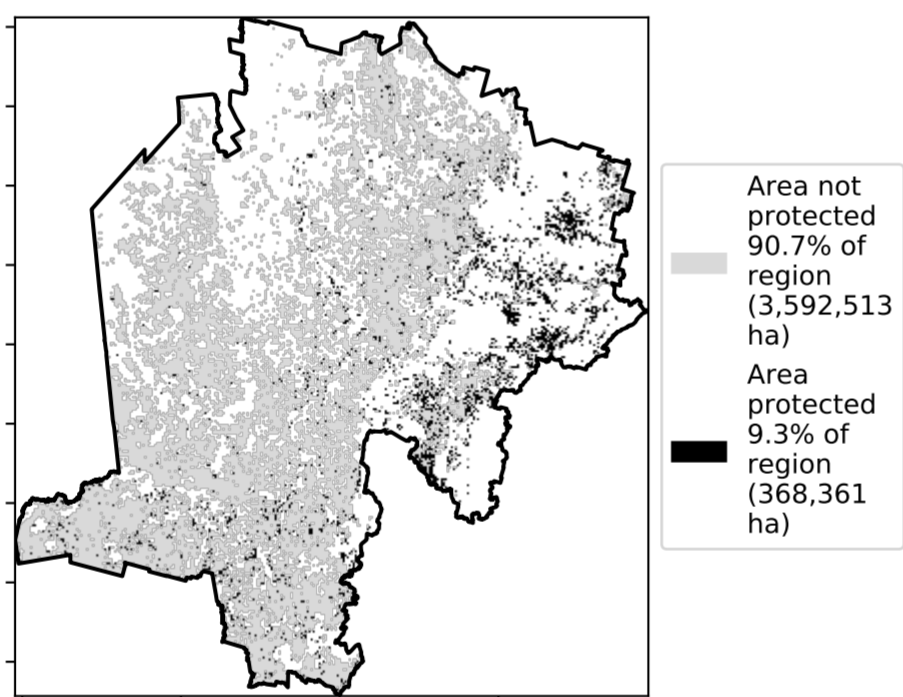 Area not
protected
90.7% of
region
(3,592,513
ha)
Area
protected
9.3% of
region
(368,361
ha)